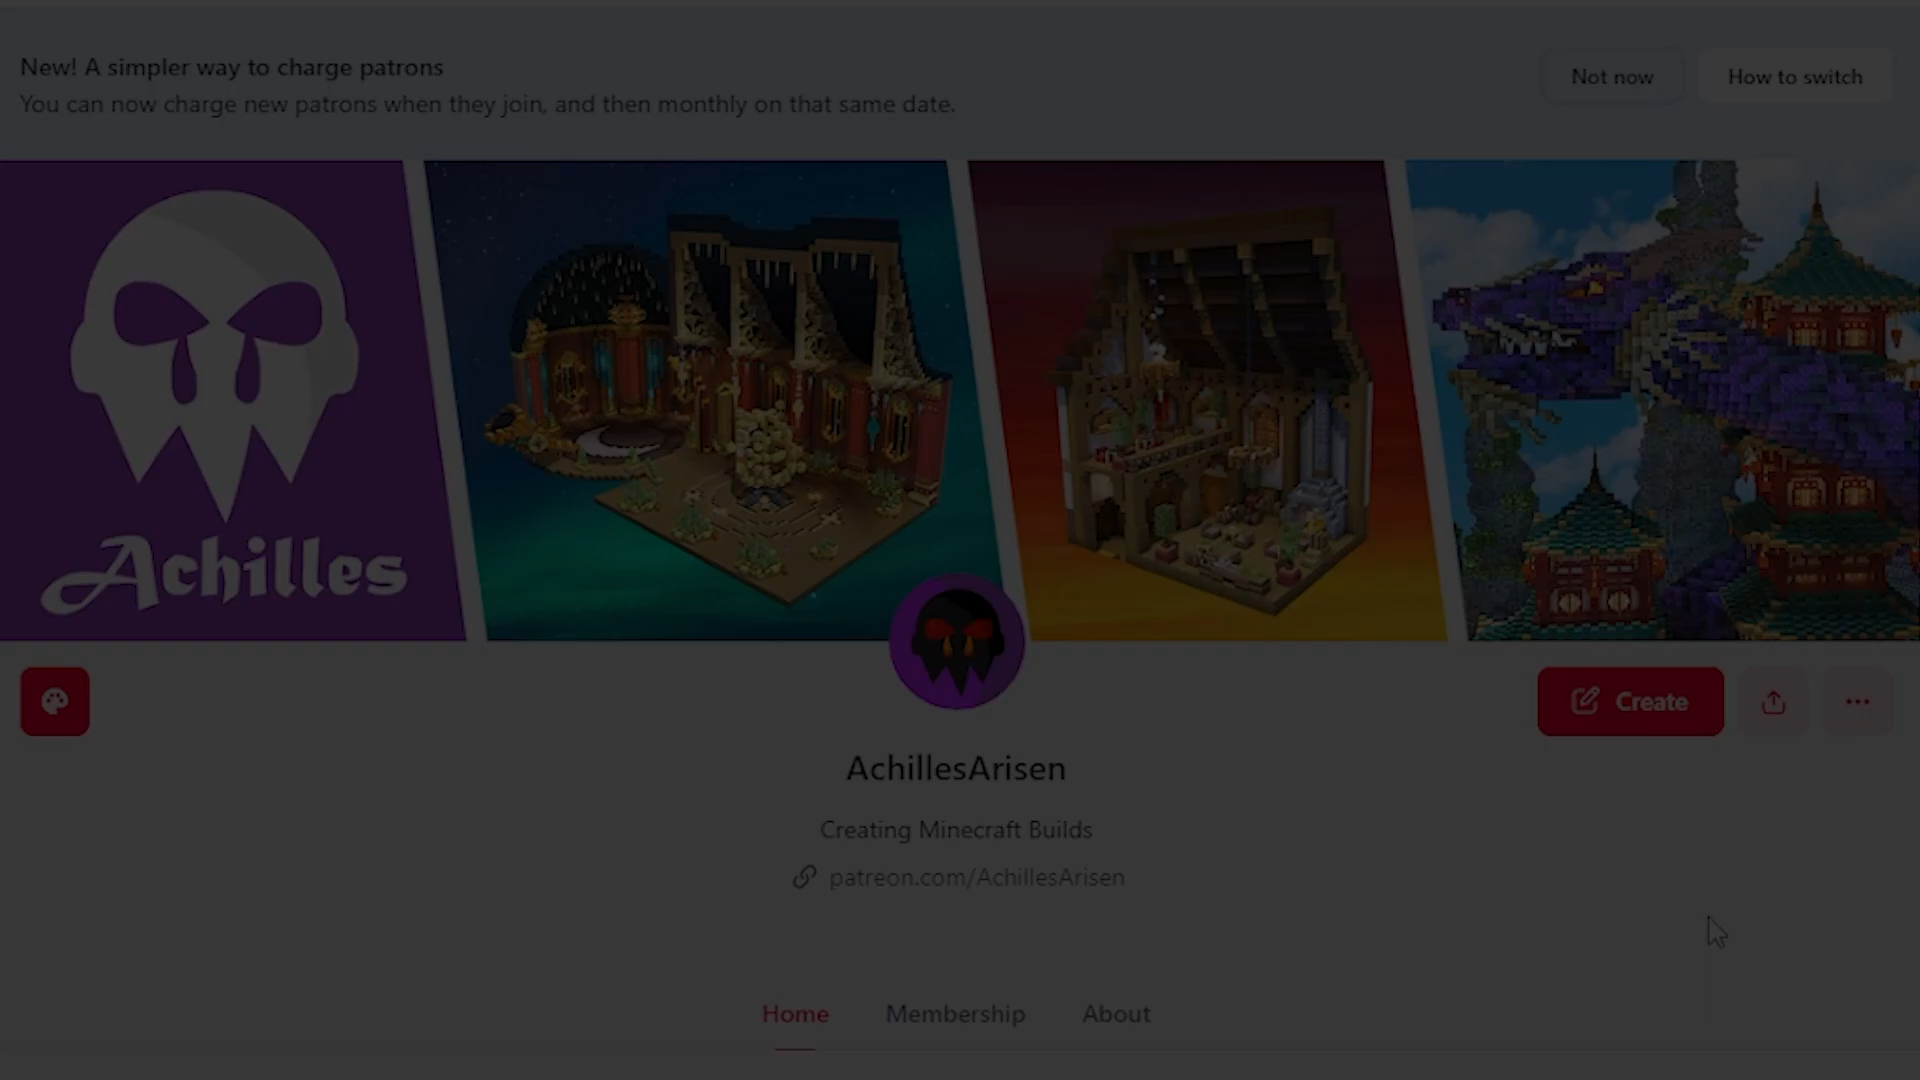 New! A simpler way to charge patrons
You can now charge new patrons when they join, and then monthly on that same date.
Not now
How to switch
Achilles
Create
AchillesArisen
Creating Minecraft Builds
patreon.com/AchillesArisen
Home
Membership
About